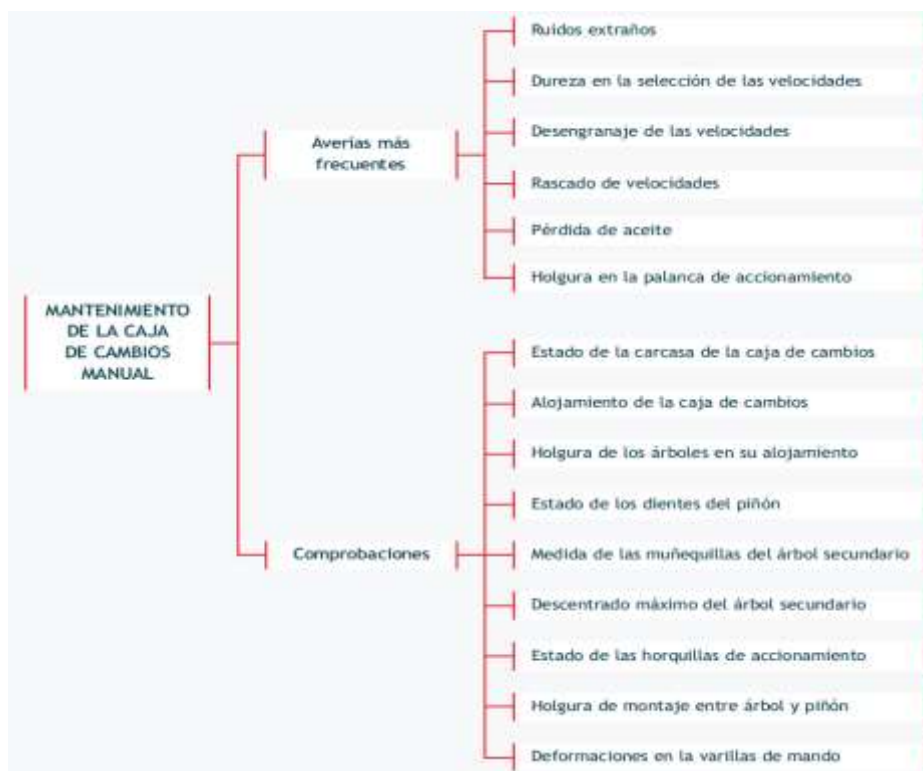 MANTENIMIENTO
DE LA CAJA
DE CAMBIOS
MANUAL
Averías más
frecuentes
Ruidos extraños
Dureza en la selección de las velocidades
Desengranaje de las velocidades
Rascado de velocidades
Pérdida de aceite
Holgura en la palanca de accionamiento
Comprobaciones
Estado de la carcasa de la caja de cambios
Alojamiento de la caja de cambios
Holgura de los árboles en su alojamiento
Estado de los dientes del piñón
Medida de las muñequillas del árbol secundario
Descentrado máximo del árbol secundario
Estado de las horquillas de accionamiento
Holgura de montaje entre árbol y piñón
Deformaciones en la varillas de mando